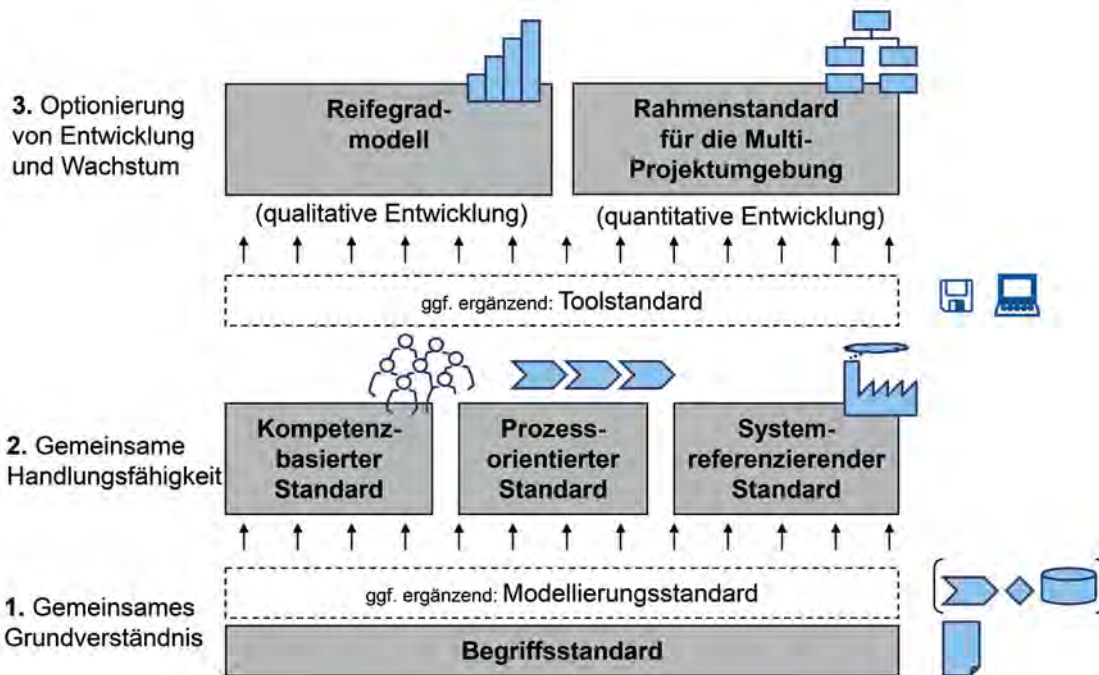 3. Optionierung
von Entwicklung
und Wachstum
Reifegrad-
modell
Rahmenstandard
für die Multi-
Projektumgebung
(qualitative Entwicklung)
(quantitative Entwicklung)
ggf. ergänzend: Toolstandard
2. Gemeinsame
Handlungsfähigkeit
Kompetenz-
basierter
Standard
Prozess-
orientierter
Standard
System-
referenzierender
Standard
1. Gemeinsames
Grundverständnis
ggf. ergänzend: Modellierungsstandard
Begriffsstandard